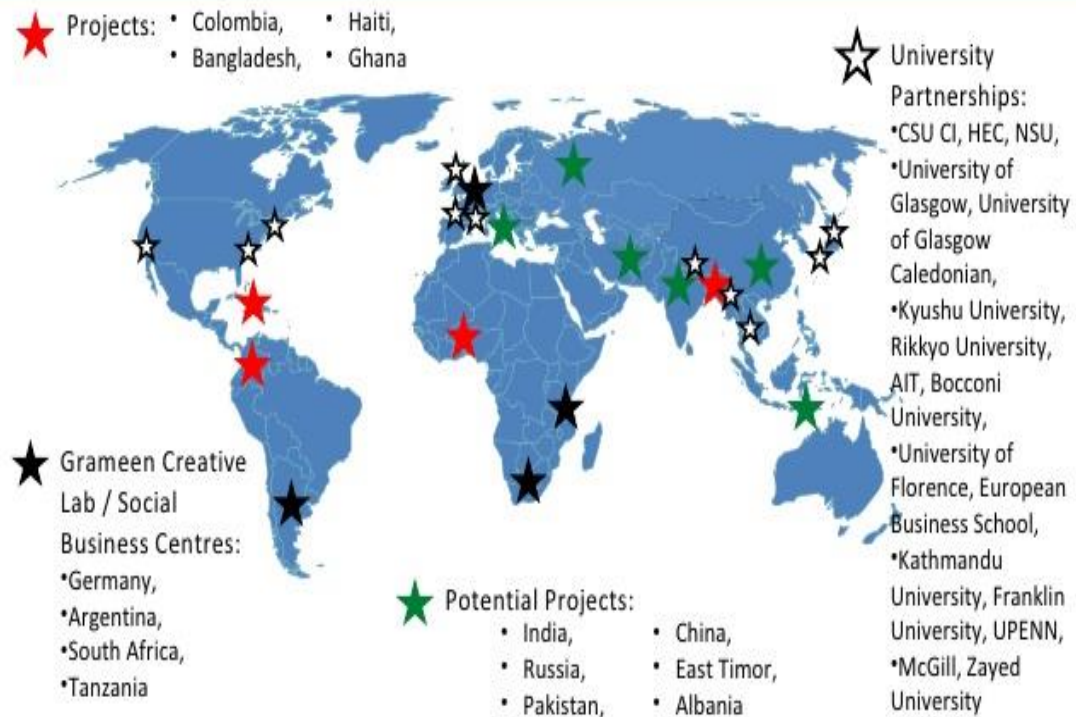 Projects:
• Colombia,
• Bangladesh,
• Haiti,
• Ghana
University
Partnerships:
•CSU CI, HEC, NSU,
•University of
Glasgow, University
of Glasgow
Caledonian,
•Kyushu University,
Rikkyo University,
AIT, Bocconi
University,
•University of
Florence, European
Business School,
•Kathmandu
University, Franklin
University, UPENN,
•McGill, Zayed
University
Grameen Creative
Lab / Social
Business Centres:
•Germany,
•Argentina,
•South Africa,
•Tanzania
Potential Projects:
• India,
• Russia,
• Pakistan,
• China,
• East Timor,
• Albania